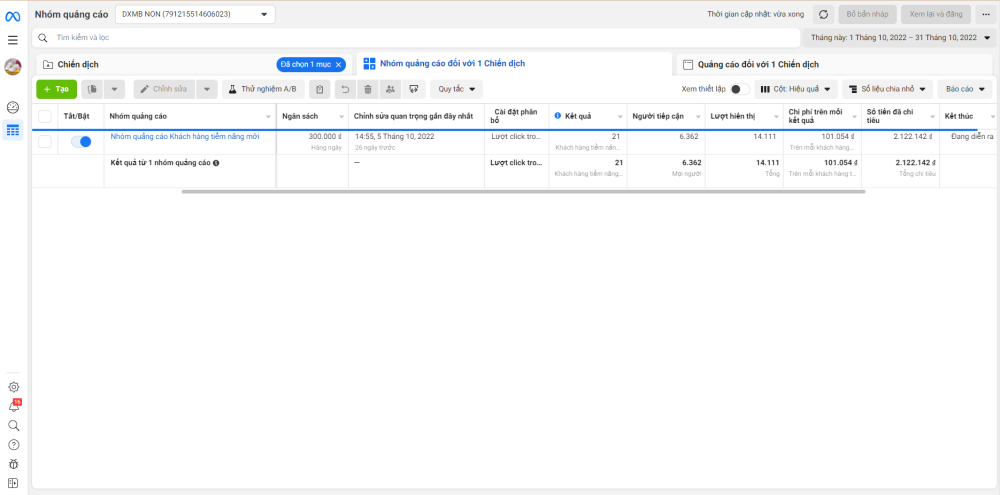 Nhóm quảng cáo
DXMB NON (791215514606023)
Thời gian cập nhật: vừa xong
Bỏ bản nháp
Xem lại và đăng
Tìm kiếm và lọc
Tháng này: 1 Tháng 10, 2022 – 31 Tháng 10, 2022
Chiến dịch
Đã chọn 1 mục
Nhóm quảng cáo đối với 1 Chiến dịch
Quảng cáo đối với 1 Chiến dịch
+ Tạo
Chỉnh sửa
Thử nghiệm A/B
Quy tắc
Xem thiết lập
Cột: Hiệu quả
Số liệu chia nhỏ
Báo cáo
Tắt/Bật
Nhóm quảng cáo
Ngân sách
Chỉnh sửa quan trọng gần đây nhất
Cài đặt phân bổ
Kết quả
Người tiếp cận
Lượt hiển thị
Chi phí trên mỗi kết quả
Số tiền đã chi tiêu
Kết thúc
Nhóm quảng cáo Khách hàng tiềm năng mới
300.000 ₫
14:55, 5 Tháng 10, 2022
Lượt click tro...
21
6.362
14.111
101.054 ₫
2.122.142 ₫
Đang diễn ra
Hàng ngày
26 ngày trước
Khách hàng tiềm năn...
Trên mỗi khách hàng...
Kết quả từ 1 nhóm quảng cáo
—
Lượt click tro...
21
6.362
14.111
101.054 ₫
2.122.142 ₫
Khách hàng tiềm năng...
Mọi người
Tổng
Trên mỗi khách hàng t...
Tổng chi tiêu
16